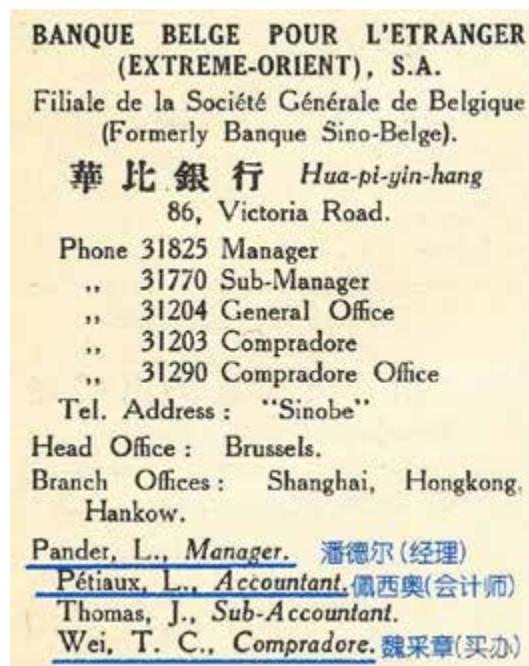 BANQUE BELGE POUR L'ETRANGER
(EXTREME-ORIENT), S.A.
Filiale de la Société Générale de Belgique
(Formerly Banque Sino-Belge).
華比銀行 Hua-pi-yin-hang
86, Victoria Road.
Phone 31825 Manager
,, 31770 Sub-Manager
,, 31204 General Office
,, 31203 Compradore
,, 31290 Compradore Office
Tel. Address : "Sinobe"
Head Office : Brussels.
Branch Offices : Shanghai, Hongkong,
Hankow.
Pander, L., Manager. 潘德尔(经理)
Pétiaux, L., Accountant. 佩西奥(会计师)
Thomas, J., Sub-Accountant.
Wei, T. C., Compradore. 魏采章(买办)